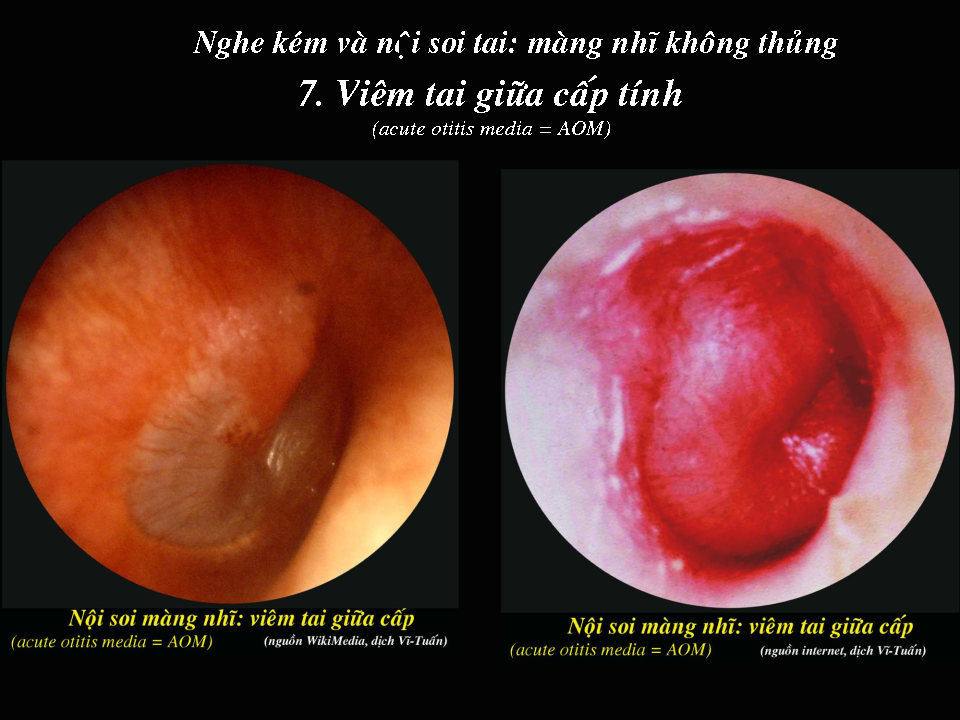 Nghe kém và nội soi tai: màng nhĩ không thủng
7. Viêm tai giữa cấp tính
(acute otitis media = AOM)
Nội soi màng nhĩ: viêm tai giữa cấp
(acute otitis media = AOM) (nguồn WikiMedia, dịch Vĩ-Tuấn)
Nội soi màng nhĩ: viêm tai giữa cấp
(acute otitis media = AOM) (nguồn internet, dịch Vĩ-Tuấn)